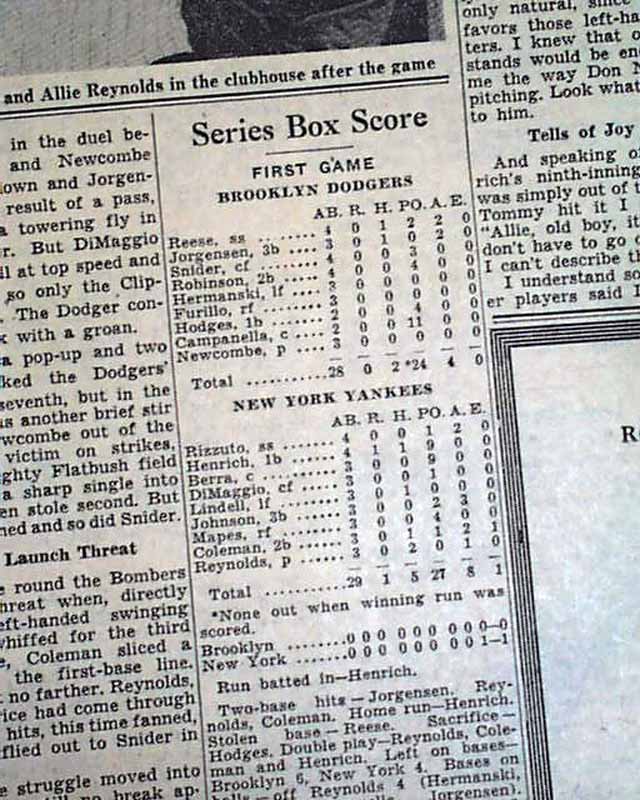 and Allie Reynolds in the clubhouse after the game
in the duel be-
and Newcombe
own and Jorgen-
result of a pass,
a towering fly in
r. But DiMaggio
ll at top speed and
so only the Clip-
. The Dodger con-
k with a groan.
a pop-up and two
ked the Dodgers'
seventh, but in the
as another brief stir
wcombe out of the
victim on strikes,
ghty Flatbush field
a sharp single into
en stole second. But
ned and so did Snider.
Launch Threat
e round the Bombers
hreat when, directly
eft-handed swinging
whiffed for the third
e, Coleman sliced a
the first-base line.
no farther. Reynolds,
ice had come through
hits, this time fanned,
flied out to Snider in
e struggle moved into
no break ap-
Series Box Score
FIRST GAME
BROOKLYN DODGERS
AB. R. H. PO. A. E.
Reese, ss ........ 4 0 1 2 2 0
Jorgensen, 3b .... 3 0 1 0 2 0
Snider, cf ....... 4 0 0
Robinson, 2b ..... 4 0 0
Hermanski, lf .... 3 0 0
Furillo, rf ...... 3 0 0
Hodges, 1b ....... 2 0 0 4 0 0
Campanella, c .... 2 0 0 11 0 0
Newcombe, p .... 3 0 0 0 0 0
Total ........... 28 0 2 *24 4 0
NEW YORK YANKEES
AB. R. H. PO. A. E.
Rizzuto, ss ....... 4 0 0 1 2 0
Henrich, 1b ...... 4 1 1 9 0 0
Berra, c ......... 3 0 0 9 0 0
DiMaggio, cf ..... 3 0 0 1 0 0
Lindell, lf ...... 3 0 1 0 0 0
Johnson, 3b ...... 3 0 0 2 3 0
Mapes, rf ........ 3 0 0 4 0 0
Coleman, 2b ...... 3 0 1 1 2 1
Reynolds, p ...... 3 0 2 0 1 0
Total ........... 29 1 5 27 8 1
*None out when winning run was
scored.
Brooklyn ........0 0 0 0 0 0 0 0 0—0
New York .......0 0 0 0 0 0 0 0 1—1
Run batted in—Henrich.
Two-base hits — Jorgensen, Rey-
nolds, Coleman. Home run—Henrich.
Stolen base — Reese. Sacrifice —
Hodges. Double play—Reynolds, Cole-
man and Henrich. Left on bases—
Brooklyn 6, New York 4. Bases on
balls — off Reynolds 4 (Hermanski,
Jorgensen).
only natural, since
favors those left-ha
ters. I knew that o
stands would be en
me the way Don N
pitching. Look what
to him.
Tells of Joy
And speaking of
rich's ninth-inning
was simply out of t
Tommy hit it I
"Allie, old boy, it
don't have to go
I can't describe th
I understand so
er players said I
R